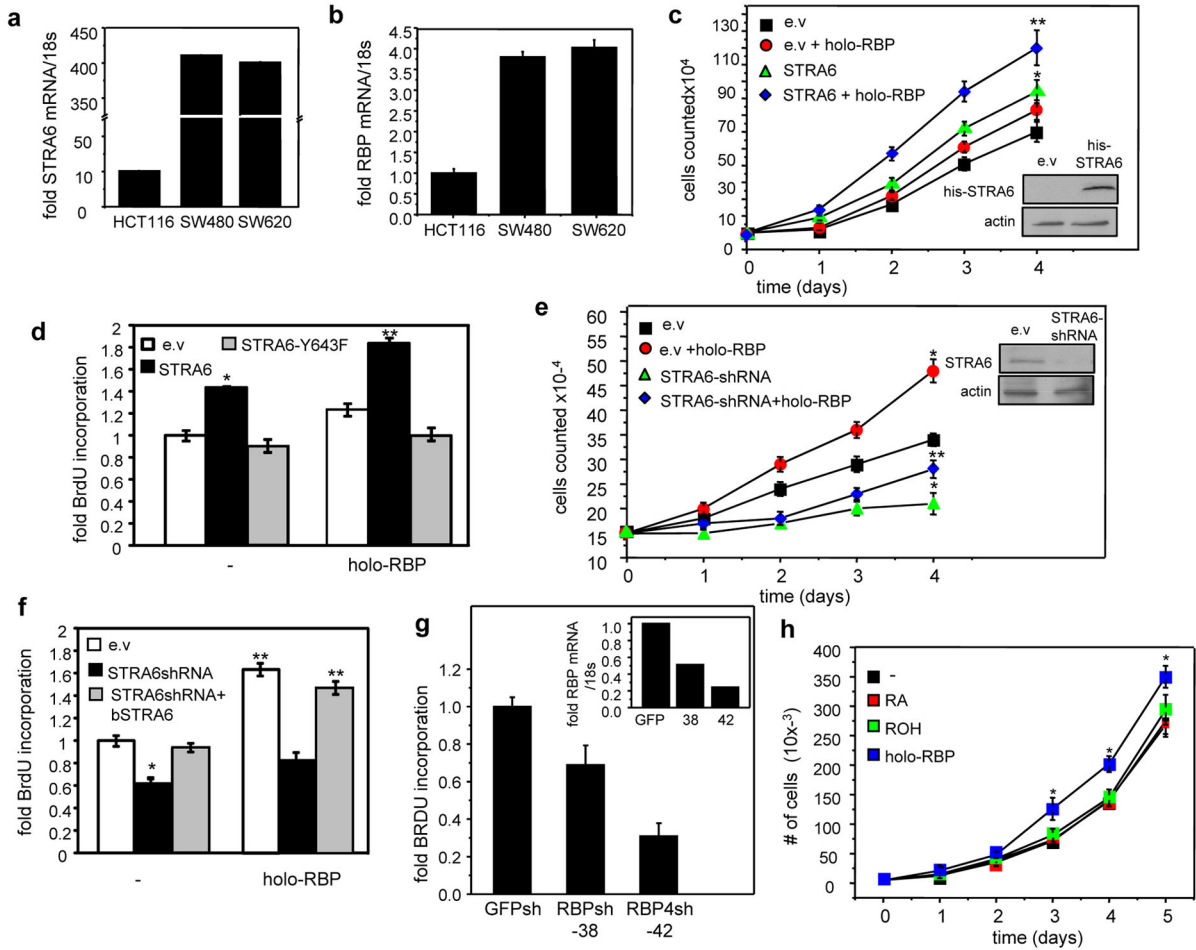 a
fold STRA6 mRNA/18s
450
400
350
50
10
0
HCT116 SW480 SW620
b
fold RBP mRNA/18s
4.5
4.0
3.5
3.0
2.5
2.0
1.5
1.0
0.5
0.0
HCT116 SW480 SW620
c
cells countedx10⁴
130
110
90
70
50
30
10
0
e.v
e.v + holo-RBP
STRA6
STRA6 + holo-RBP
**
*
e.v his-STRA6
his-STRA6
actin
0 1 2 3 4
time (days)
d
fold BrdU incorporation
2
1.8
1.6
1.4
1.2
1
0.8
0.6
0.4
0.2
0
e.v STRA6-Y643F
STRA6
*
**
- holo-RBP
e
cells counted x10-⁴
60
55
50
45
40
35
30
25
20
15
10
e.v
e.v +holo-RBP
STRA6-shRNA
STRA6-shRNA+holo-RBP
*
**
*
e.v STRA6-shRNA
STRA6
actin
0 1 2 3 4
time (days)
f
fold BrdU incorporation
2
1.8
1.6
1.4
1.2
1
0.8
0.6
0.4
0.2
0
e.v
STRA6shRNA
STRA6shRNA+
bSTRA6
*
**
**
- holo-RBP
g
fold BRDU incorporation
1.2
1.0
0.8
0.6
0.4
0.2
0.0
GFPsh RBPsh RBP4sh
-38 -42
fold RBP mRNA
/18s
1.0
0.8
0.6
0.4
0.2
0.0
GFP 38 42
h
# of cells (10x-³)
400
350
300
250
200
150
100
50
0
-
RA
ROH
holo-RBP
*
*
*
0 1 2 3 4 5
time (days)